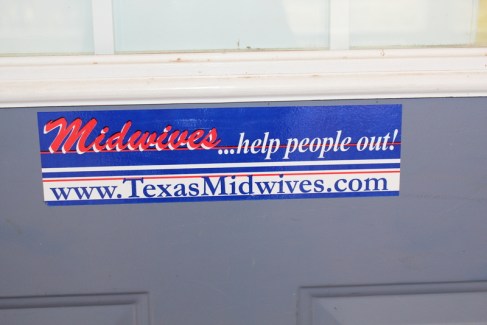 Midwives...help people out!
www.TexasMidwives.com